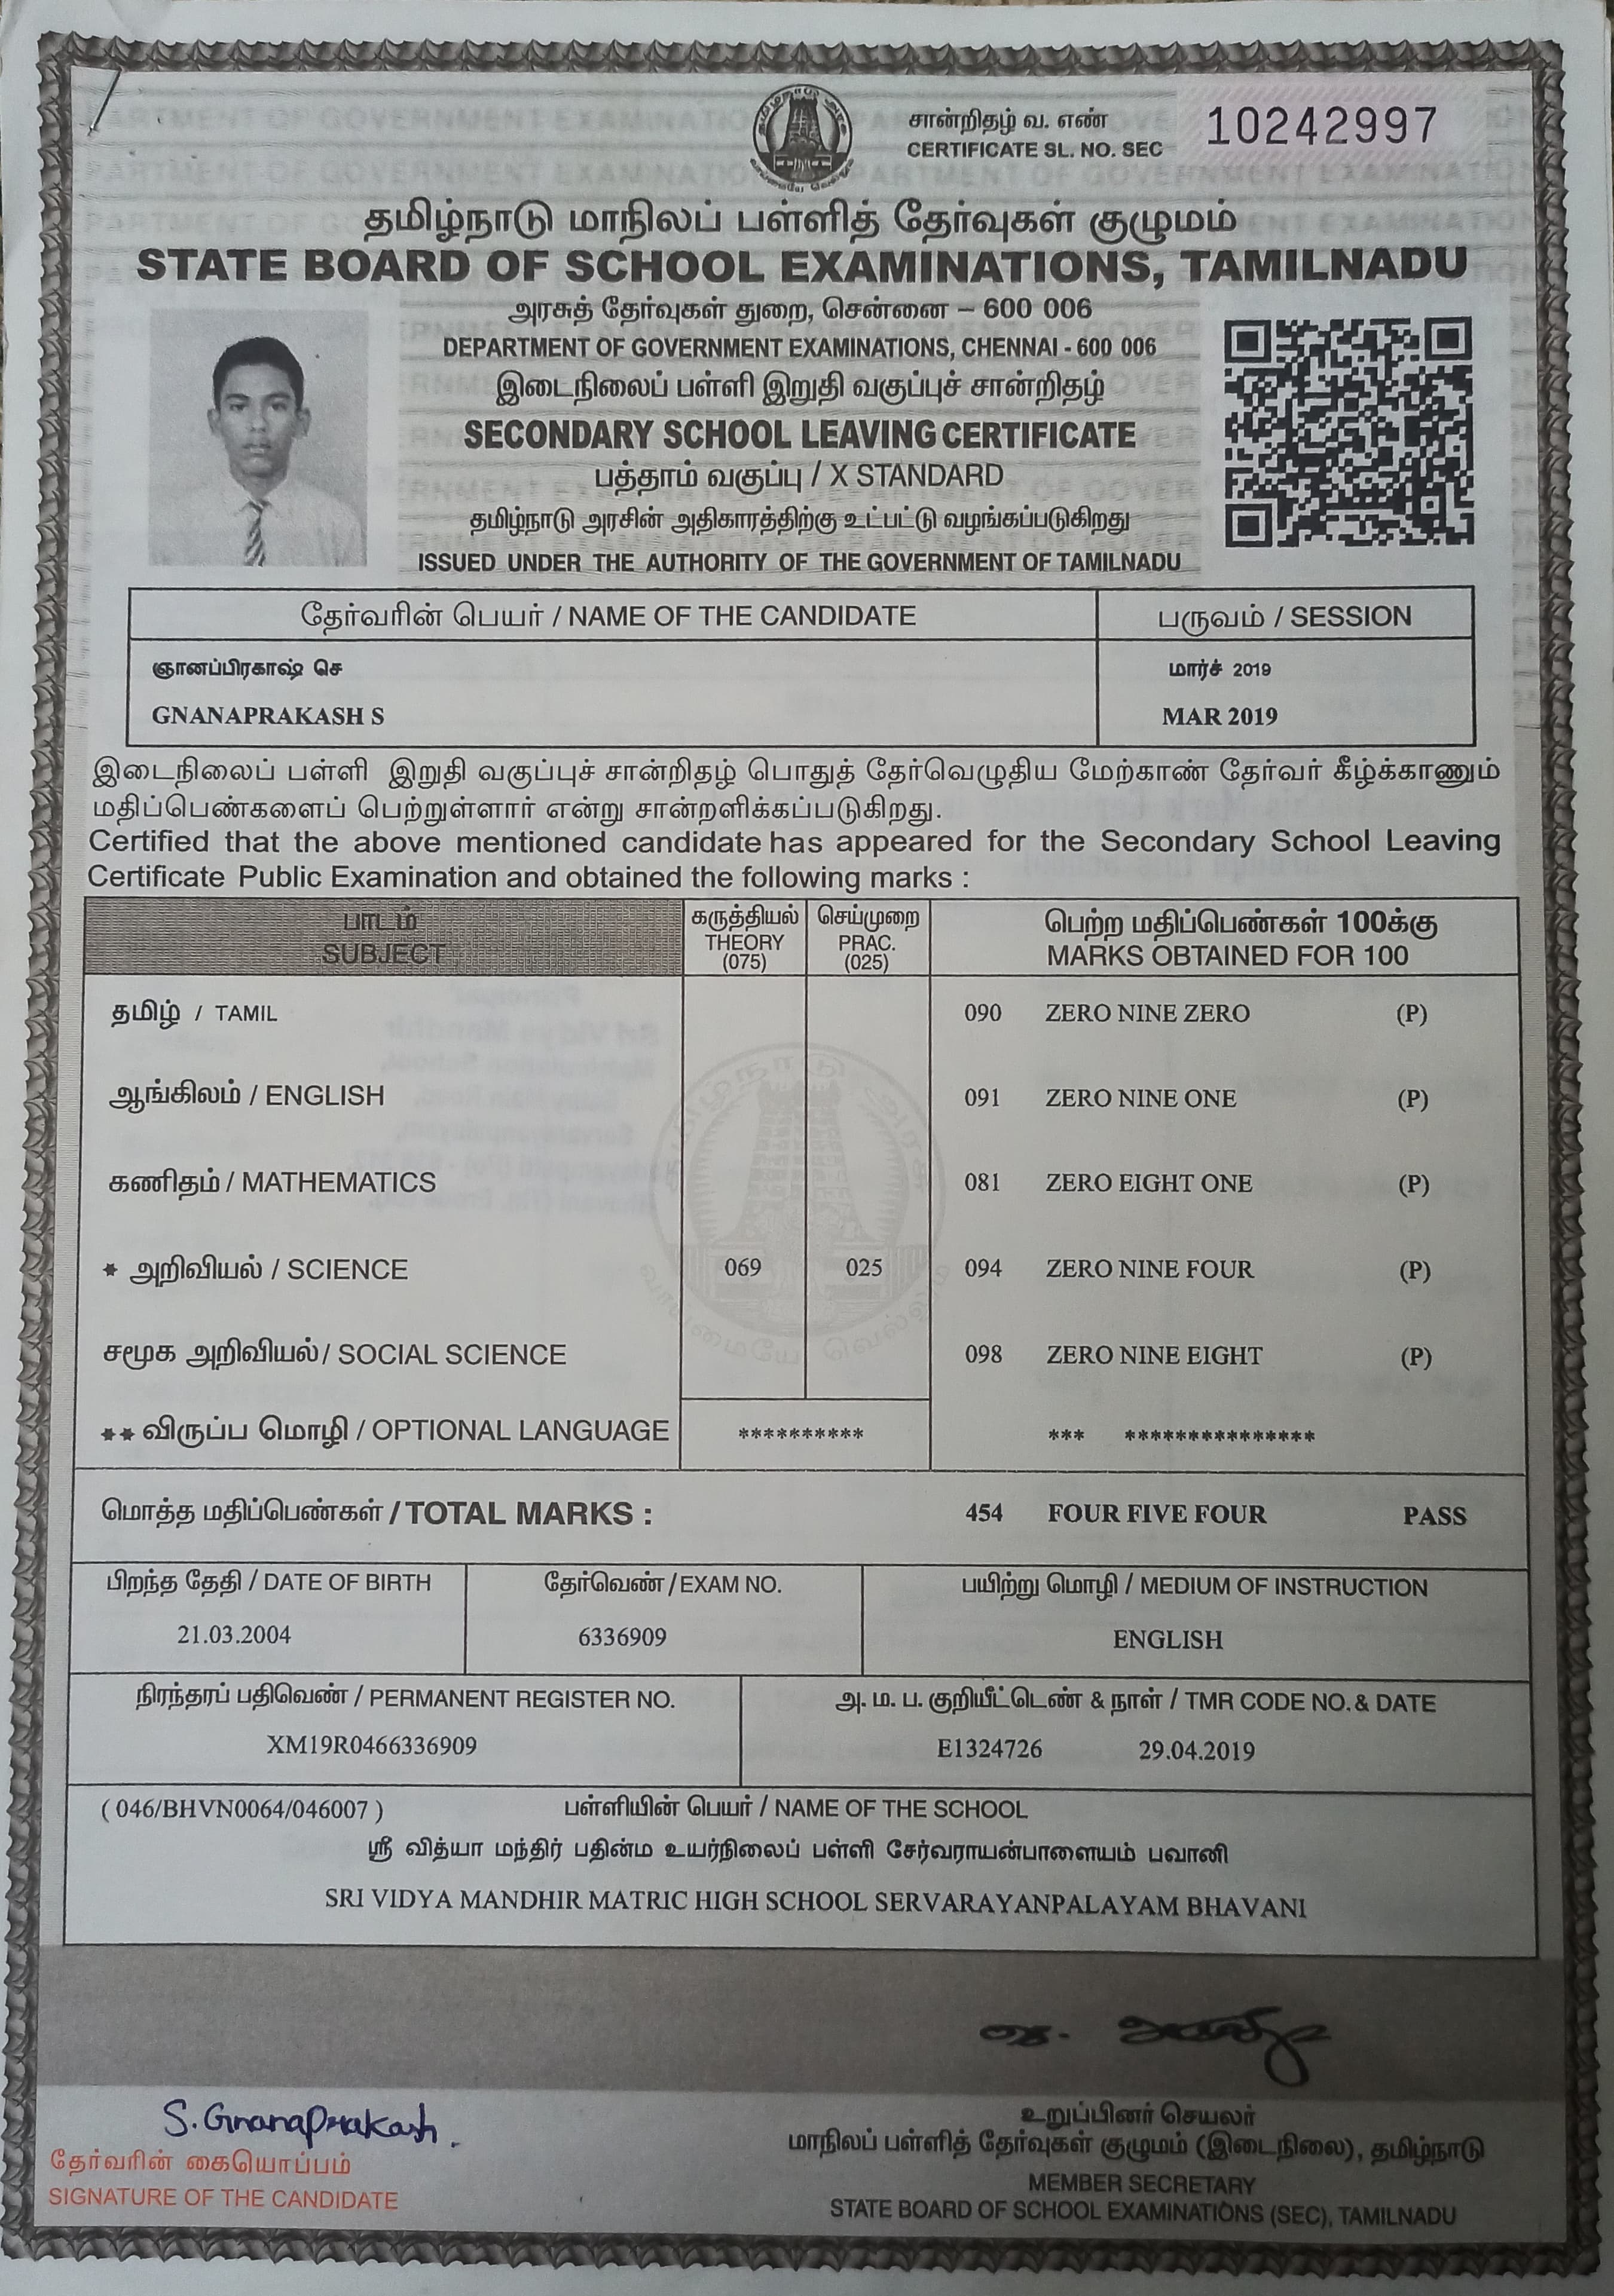 சான்றிதழ் வ. எண்
CERTIFICATE SL. NO. SEC 10242997
தமிழ்நாடு மாநிலப் பள்ளித் தேர்வுகள் குழுமம்
STATE BOARD OF SCHOOL EXAMINATIONS, TAMILNADU
அரசுத் தேர்வுகள் துறை, சென்னை – 600 006
DEPARTMENT OF GOVERNMENT EXAMINATIONS, CHENNAI - 600 006
இடைநிலைப் பள்ளி இறுதி வகுப்புச் சான்றிதழ்
SECONDARY SCHOOL LEAVING CERTIFICATE
பத்தாம் வகுப்பு / X STANDARD
தமிழ்நாடு அரசின் அதிகாரத்திற்கு உட்பட்டு வழங்கப்படுகிறது
ISSUED UNDER THE AUTHORITY OF THE GOVERNMENT OF TAMILNADU
தேர்வரின் பெயர் / NAME OF THE CANDIDATE பருவம் / SESSION
ஞானப்பிரகாஷ் செ மார்ச் 2019
GNANAPRAKASH S MAR 2019
இடைநிலைப் பள்ளி இறுதி வகுப்புச் சான்றிதழ் பொதுத் தேர்வெழுதிய மேற்காண் தேர்வர் கீழ்க்காணும்
மதிப்பெண்களைப் பெற்றுள்ளார் என்று சான்றளிக்கப்படுகிறது.
Certified that the above mentioned candidate has appeared for the Secondary School Leaving
Certificate Public Examination and obtained the following marks :
பாடம் கருத்தியல் செய்முறை பெற்ற மதிப்பெண்கள் 100க்கு
SUBJECT THEORY PRAC. MARKS OBTAINED FOR 100
(075) (025)
தமிழ் / TAMIL 090 ZERO NINE ZERO (P)
ஆங்கிலம் / ENGLISH 091 ZERO NINE ONE (P)
கணிதம் / MATHEMATICS 081 ZERO EIGHT ONE (P)
* அறிவியல் / SCIENCE 069 025 094 ZERO NINE FOUR (P)
சமூக அறிவியல் / SOCIAL SCIENCE 098 ZERO NINE EIGHT (P)
** விருப்ப மொழி / OPTIONAL LANGUAGE ********** *** ***************
மொத்த மதிப்பெண்கள் / TOTAL MARKS : 454 FOUR FIVE FOUR PASS
பிறந்த தேதி / DATE OF BIRTH தேர்வெண் / EXAM NO. பயிற்று மொழி / MEDIUM OF INSTRUCTION
21.03.2004 6336909 ENGLISH
நிரந்தரப் பதிவெண் / PERMANENT REGISTER NO. அ. ம. ப. குறியீட்டெண் & நாள் / TMR CODE NO. & DATE
XM19R0466336909 E1324726 29.04.2019
( 046/BHVN0064/046007 ) பள்ளியின் பெயர் / NAME OF THE SCHOOL
ஸ்ரீ வித்யா மந்திர் பதின்ம உயர்நிலைப் பள்ளி சேர்வராயன்பாளையம் பவானி
SRI VIDYA MANDHIR MATRIC HIGH SCHOOL SERVARAYANPALAYAM BHAVANI
S. Gnanaprakash.
தேர்வரின் கையொப்பம்
SIGNATURE OF THE CANDIDATE
உறுப்பினர் செயலர்
மாநிலப் பள்ளித் தேர்வுகள் குழுமம் (இடைநிலை), தமிழ்நாடு
MEMBER SECRETARY
STATE BOARD OF SCHOOL EXAMINATIONS (SEC), TAMILNADU